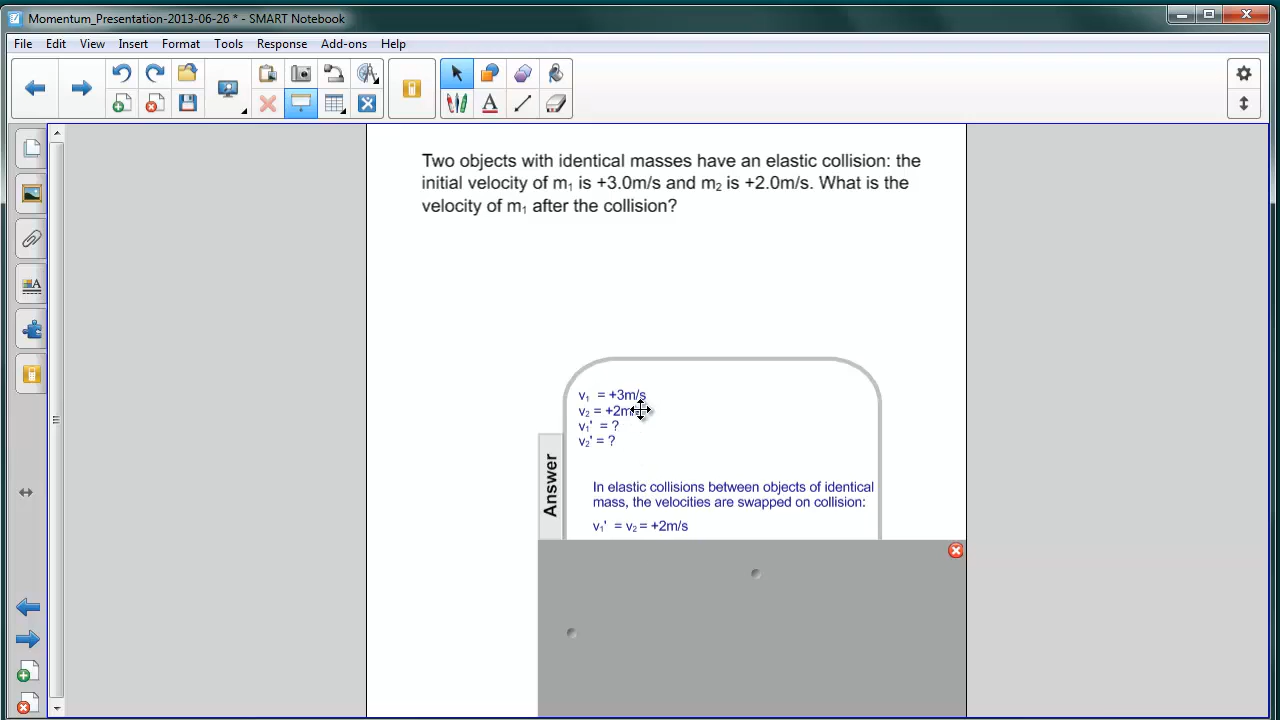 Momentum_Presentation-2013-06-26 * - SMART Notebook
File Edit View Insert Format Tools Response Add-ons Help
Two objects with identical masses have an elastic collision: the
initial velocity of m₁ is +3.0m/s and m₂ is +2.0m/s. What is the
velocity of m₁ after the collision?
v₁ = +3m/s
v₂ = +2m
v₁' = ?
v₂' = ?
Answer
In elastic collisions between objects of identical
mass, the velocities are swapped on collision:
v₁' = v₂ = +2m/s